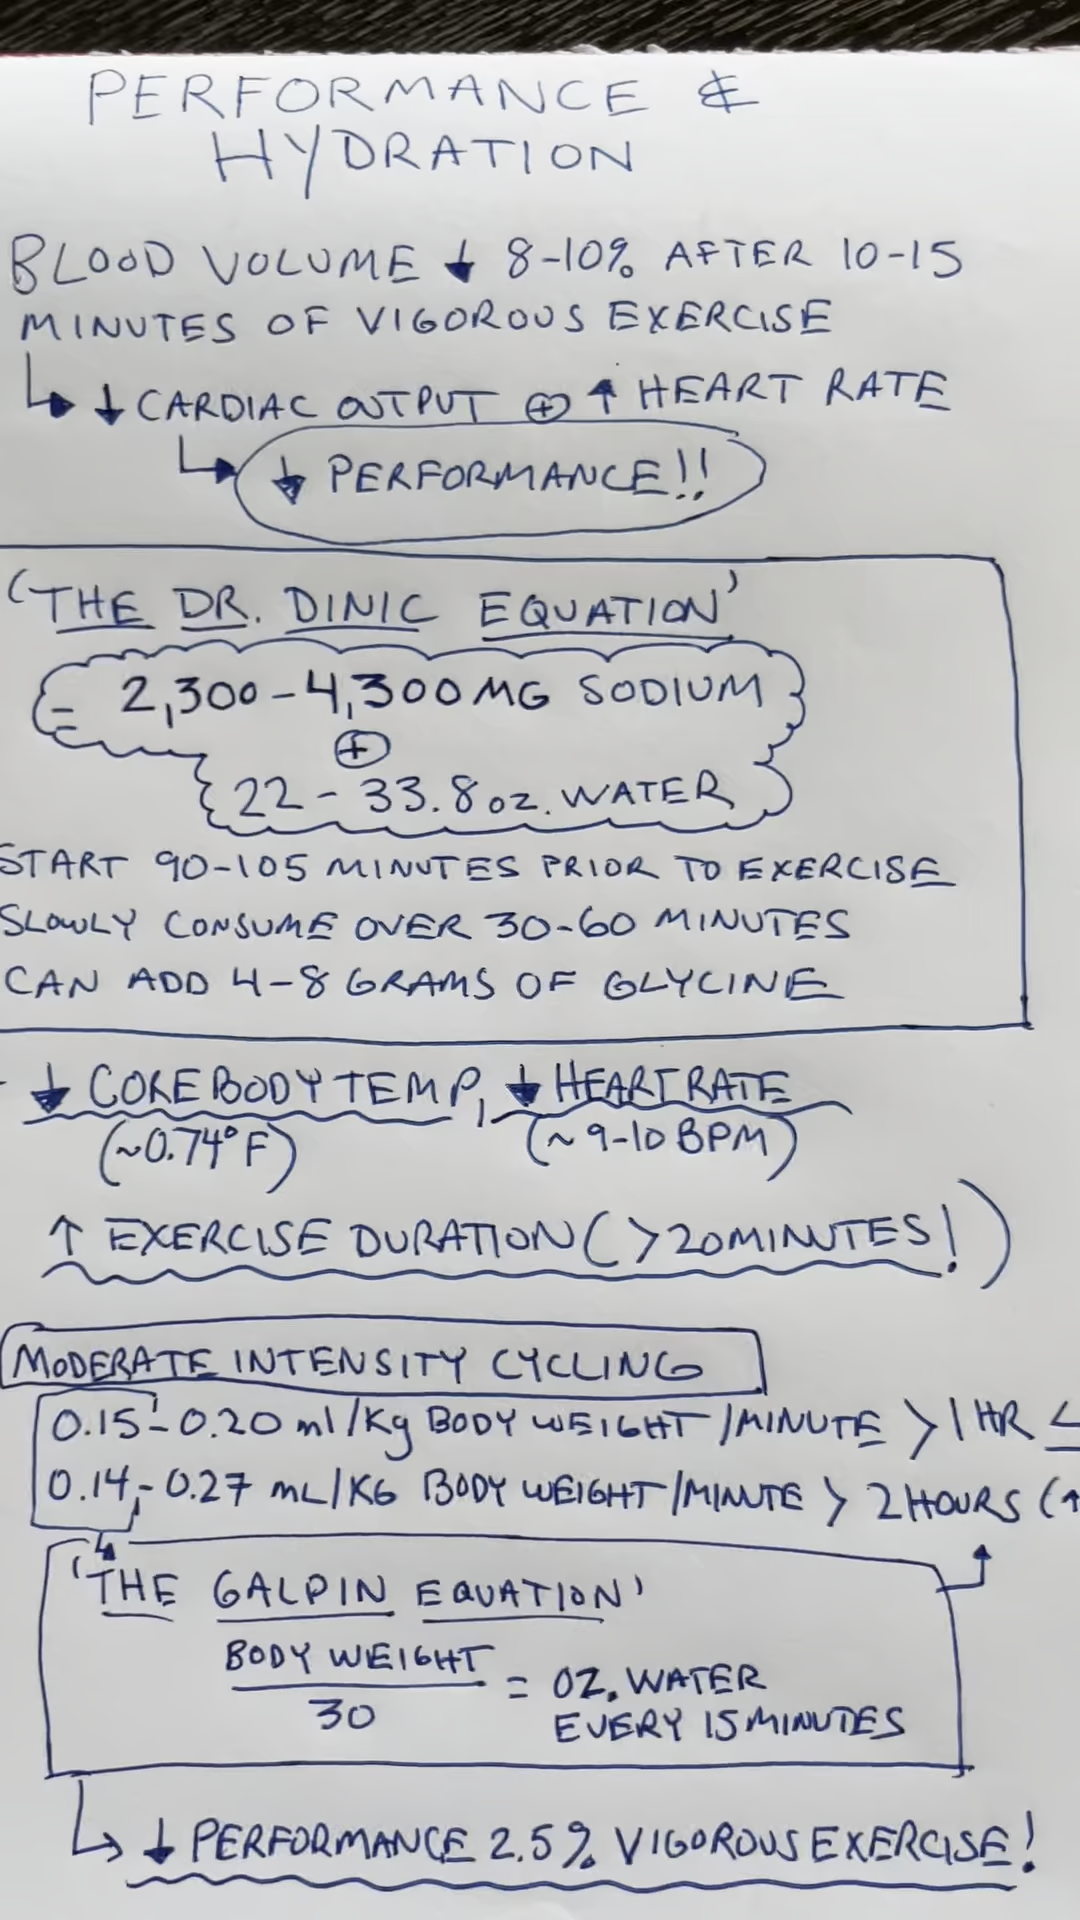 PERFORMANCE &
HYDRATION
BLOOD VOLUME ↓ 8-10% AFTER 10-15
MINUTES OF VIGOROUS EXERCISE
↳ ↓ CARDIAC OUTPUT ⊕ ↑ HEART RATE
↳ ↓ PERFORMANCE!!
'THE DR. DINIC EQUATION'
= 2,300-4,300MG SODIUM
⊕
22-33.8 oz. WATER
START 90-105 MINUTES PRIOR TO EXERCISE
SLOWLY CONSUME OVER 30-60 MINUTES
CAN ADD 4-8 GRAMS OF GLYCINE
↓ CORE BODY TEMP, ↓ HEART RATE
(~0.74°F) (~9-10 BPM)
↑ EXERCISE DURATION (>20 MINUTES!)
MODERATE INTENSITY CYCLING
0.15-0.20 ml/Kg BODY WEIGHT/MINUTE > 1 HR <
0.14-0.27 mL/KG BODY WEIGHT/MINUTE > 2 HOURS (↑
'THE GALPIN EQUATION'
BODY WEIGHT
30
= OZ. WATER
EVERY 15 MINUTES
↳ ↓ PERFORMANCE 2.5% VIGOROUS EXERCISE!